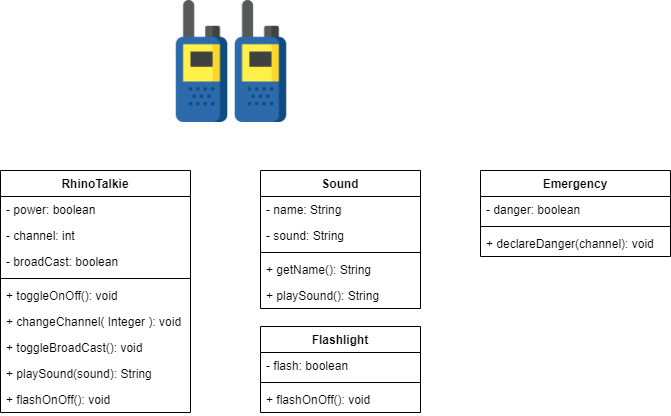 RhinoTalkie
- power: boolean
- channel: int
- broadCast: boolean
+ toggleOnOff(): void
+ changeChannel( Integer ): void
+ toggleBroadCast(): void
+ playSound(sound): String
+ flashOnOff(): void
Sound
- name: String
- sound: String
+ getName(): String
+ playSound(): String
Flashlight
- flash: boolean
+ flashOnOff(): void
Emergency
- danger: boolean
+ declareDanger(channel): void